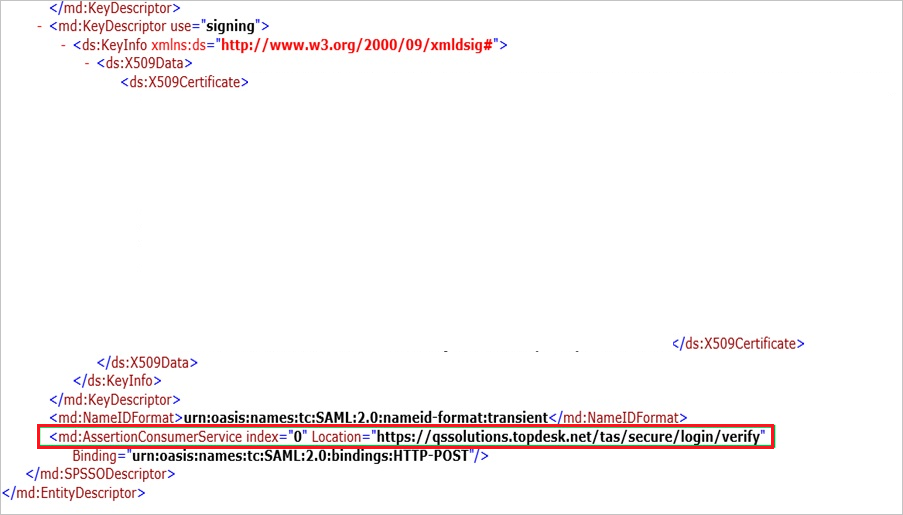 </md:KeyDescriptor>
- <md:KeyDescriptor use="signing">
- <ds:KeyInfo xmlns:ds="http://www.w3.org/2000/09/xmldsig#">
- <ds:X509Data>
<ds:X509Certificate>
</ds:X509Certificate>
</ds:X509Data>
</ds:KeyInfo>
</md:KeyDescriptor>
<md:NameIDFormat>urn:oasis:names:tc:SAML:2.0:nameid-format:transient</md:NameIDFormat>
<md:AssertionConsumerService index="0" Location="https://qssolutions.topdesk.net/tas/secure/login/verify"
Binding="urn:oasis:names:tc:SAML:2.0:bindings:HTTP-POST"/>
</md:SPSSODescriptor>
</md:EntityDescriptor>